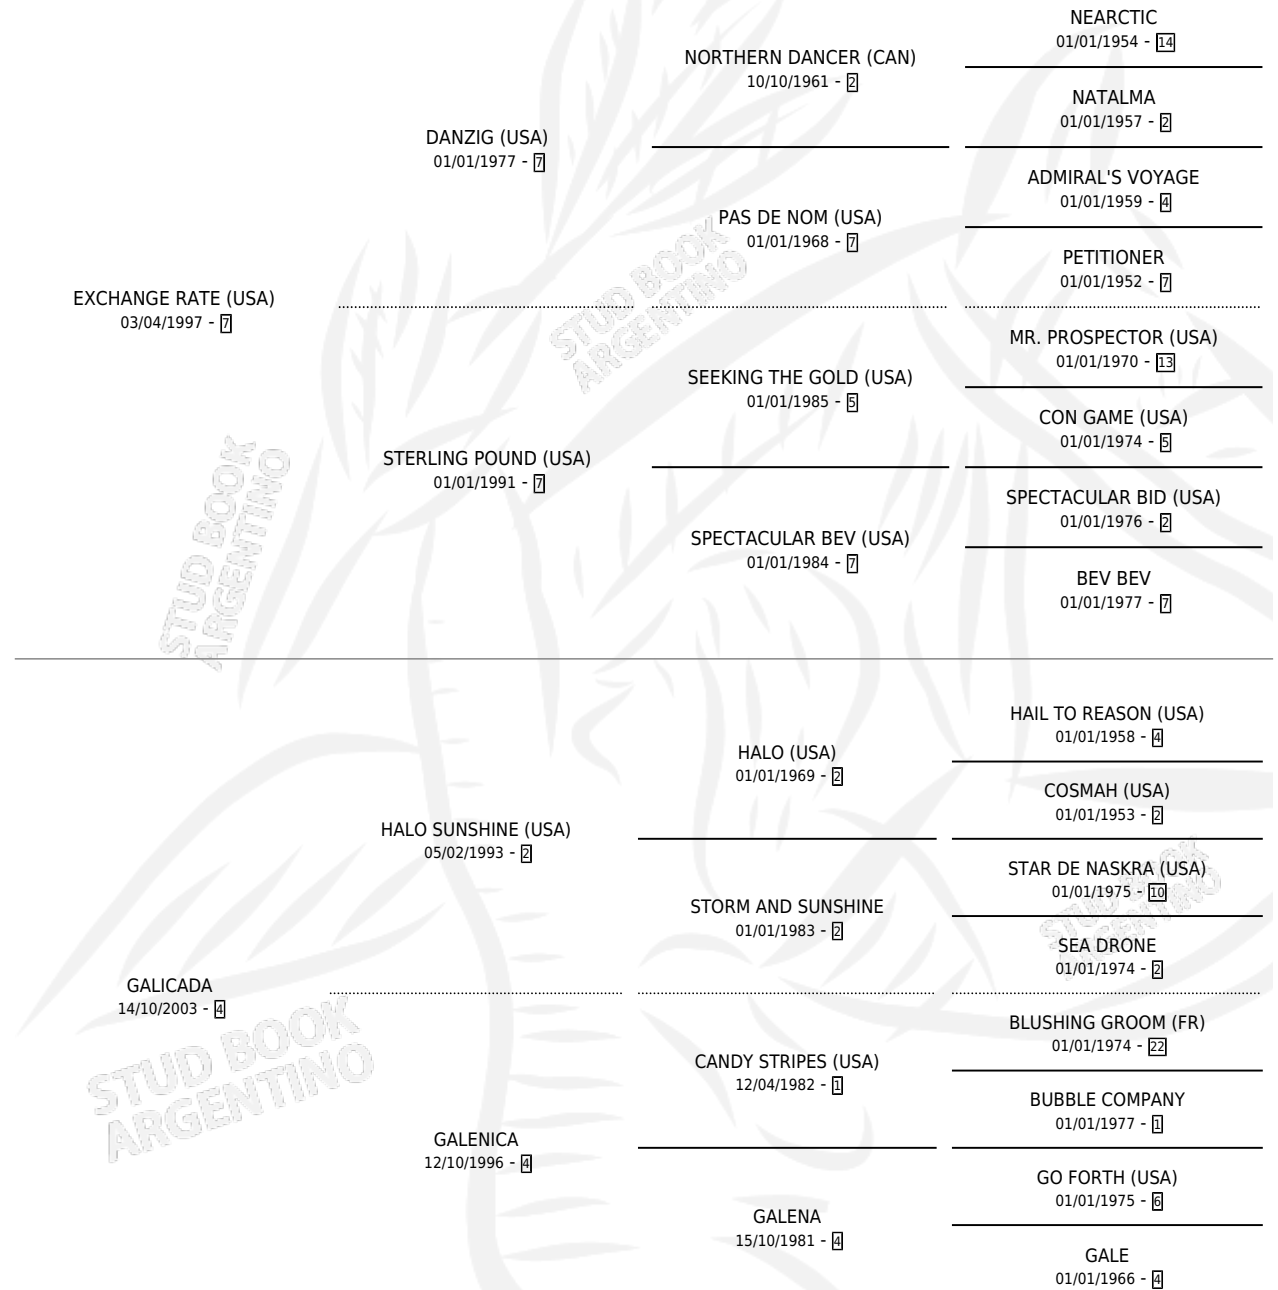 NEARCTIC
01/01/1954 - 14
NORTHERN DANCER (CAN)
10/10/1961 - 2
NATALMA
01/01/1957 - 2
DANZIG (USA)
01/01/1977 - 7
ADMIRAL'S VOYAGE
01/01/1959 - 4
PAS DE NOM (USA)
01/01/1968 - 7
PETITIONER
01/01/1952 - 7
EXCHANGE RATE (USA)
03/04/1997 - 7
MR. PROSPECTOR (USA)
01/01/1970 - 13
SEEKING THE GOLD (USA)
01/01/1985 - 5
CON GAME (USA)
01/01/1974 - 5
STERLING POUND (USA)
01/01/1991 - 7
SPECTACULAR BID (USA)
01/01/1976 - 2
SPECTACULAR BEV (USA)
01/01/1984 - 7
BEV BEV
01/01/1977 - 7
HAIL TO REASON (USA)
01/01/1958 - 4
HALO (USA)
01/01/1969 - 2
COSMAH (USA)
01/01/1953 - 2
HALO SUNSHINE (USA)
05/02/1993 - 2
STAR DE NASKRA (USA)
01/01/1975 - 10
STORM AND SUNSHINE
01/01/1983 - 2
SEA DRONE
01/01/1974 - 2
GALICADA
14/10/2003 - 4
BLUSHING GROOM (FR)
01/01/1974 - 22
CANDY STRIPES (USA)
12/04/1982 - 1
BUBBLE COMPANY
01/01/1977 - 1
GALENICA
12/10/1996 - 4
GO FORTH (USA)
01/01/1975 - 6
GALENA
15/10/1981 - 4
GALE
01/01/1966 - 4
STUD BOOK
ARGENTINO
STUD BOOK
ARGENTINO
STUD BOOK
ARGENTINO
STUD BOOK
ARGENTINO